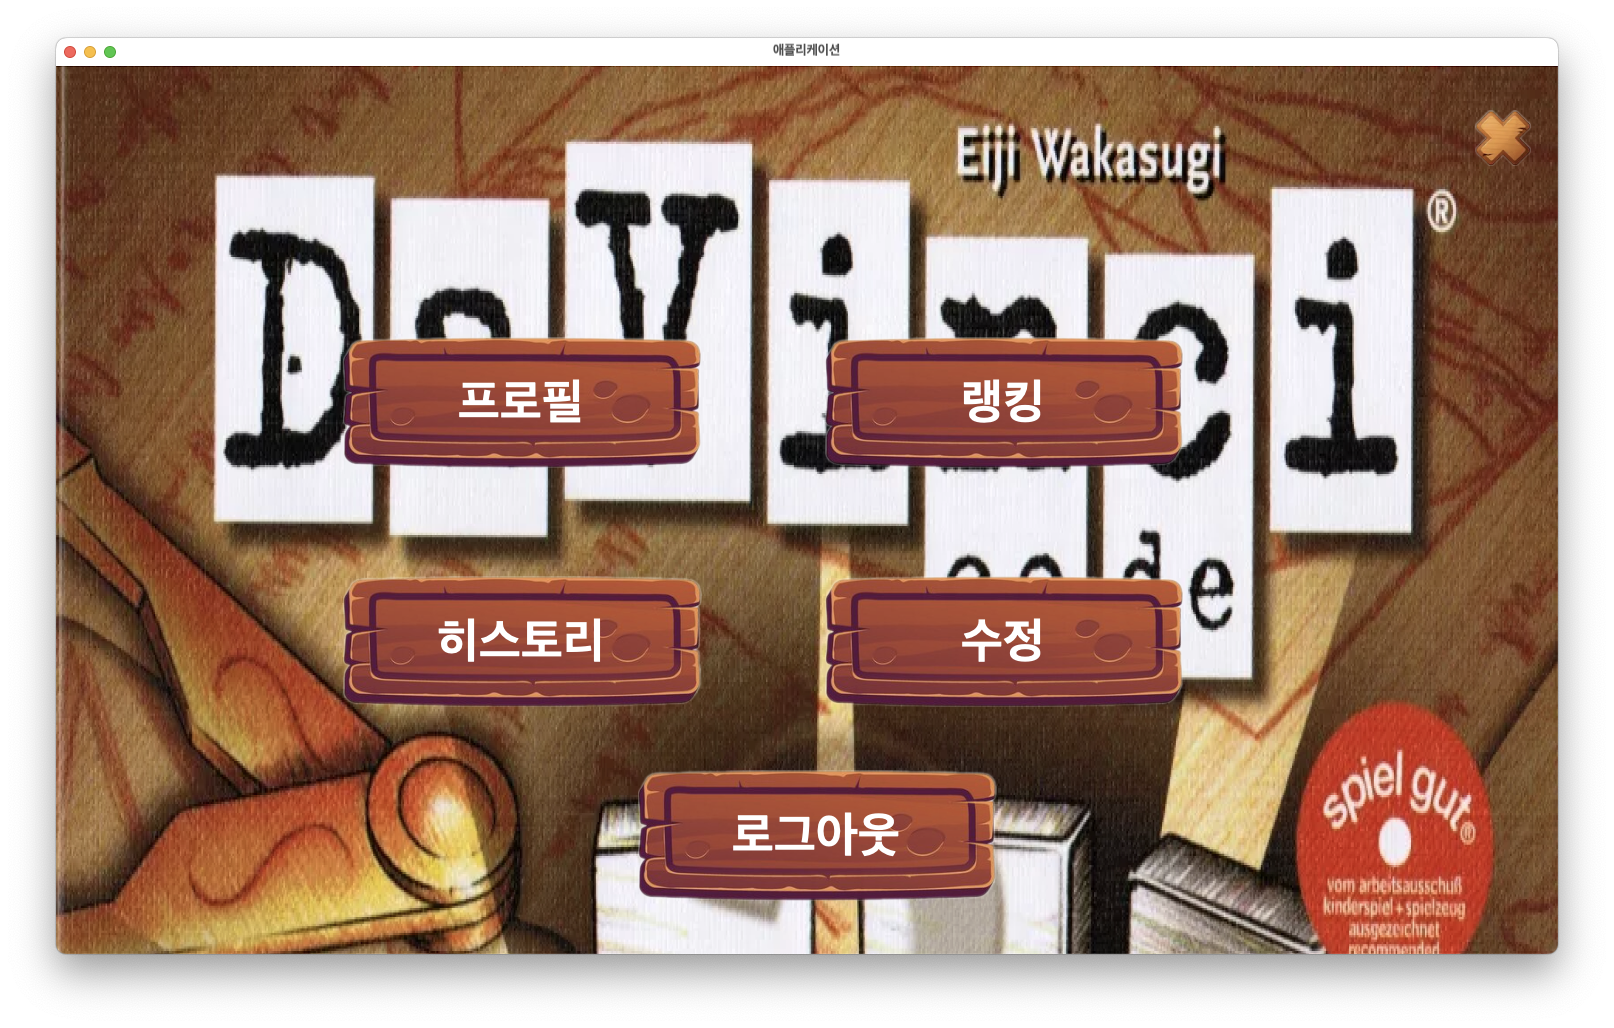 애플리케이션
Eiji Wakasugi
DaVinci®
code
프로필
랭킹
히스토리
수정
로그아웃
spiel gut®
vom arbeitsausschuß
kinderspiel+spielzeug
ausgezeichnet
recommended